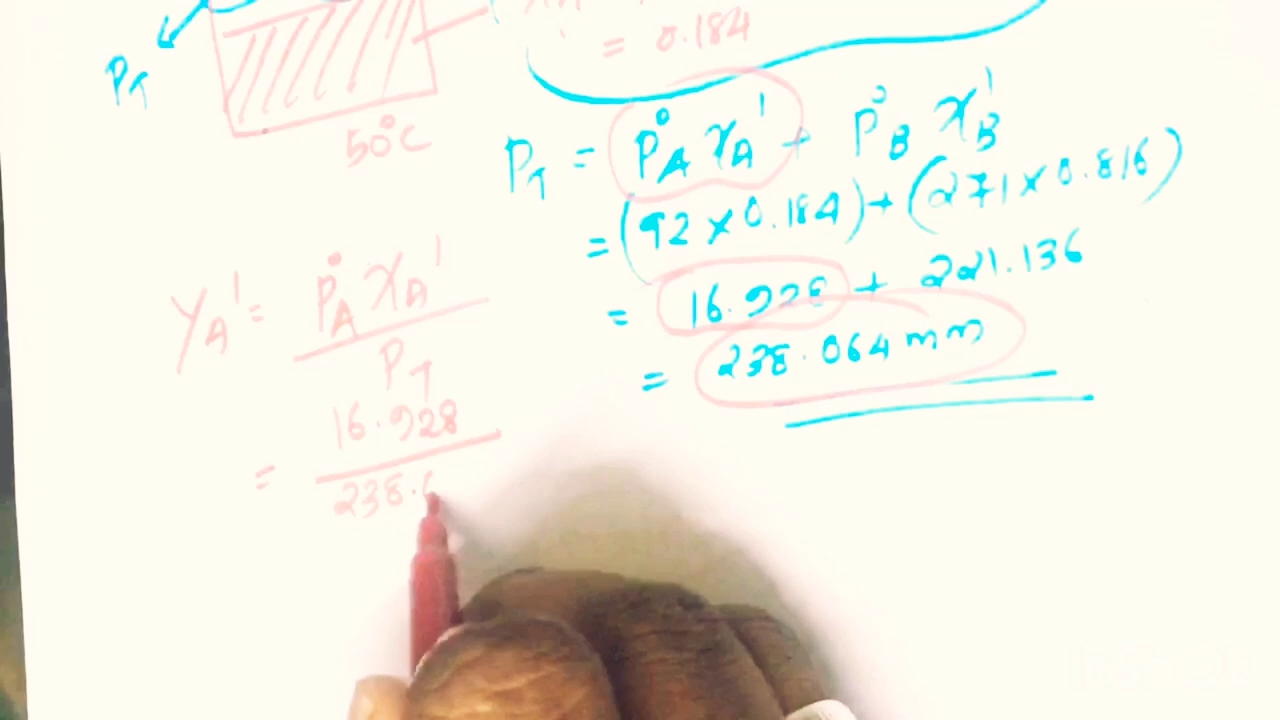 = 0.184
P_T
50°C
P_T = P°_A x_A' + P°_B x_B'
= (92 × 0.184) + (271 × 0.816)
= 16.928 + 221.136
= 238.064 mm
Y_A' = P°_A x_A' / P_T
= 16.928 / 238.